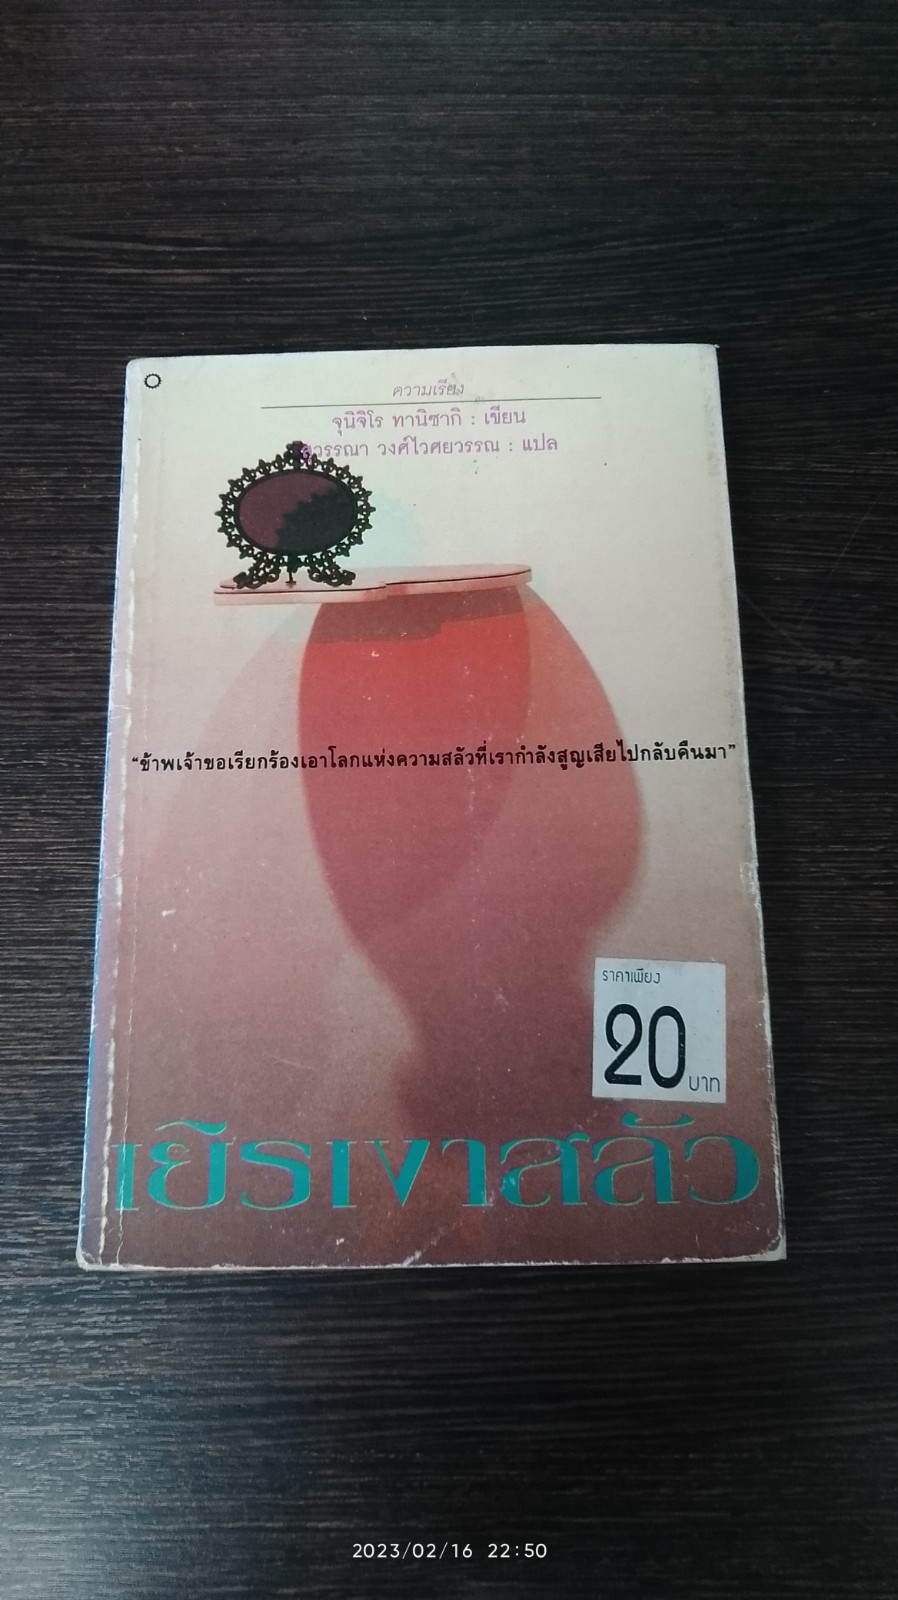 ความเรียง
จุนิจิโร ทานิซากิ : เขียน
สุวรรณา วงศ์ไวศยวรรณ : แปล
“ข้าพเจ้าขอเรียกร้องเอาโลกแห่งความสลัวที่เรากำลังสูญเสียไปกลับคืนมา”
ราคาเพียง
20 บาท
เยิรเงาสลัว
2023/02/16 22:50